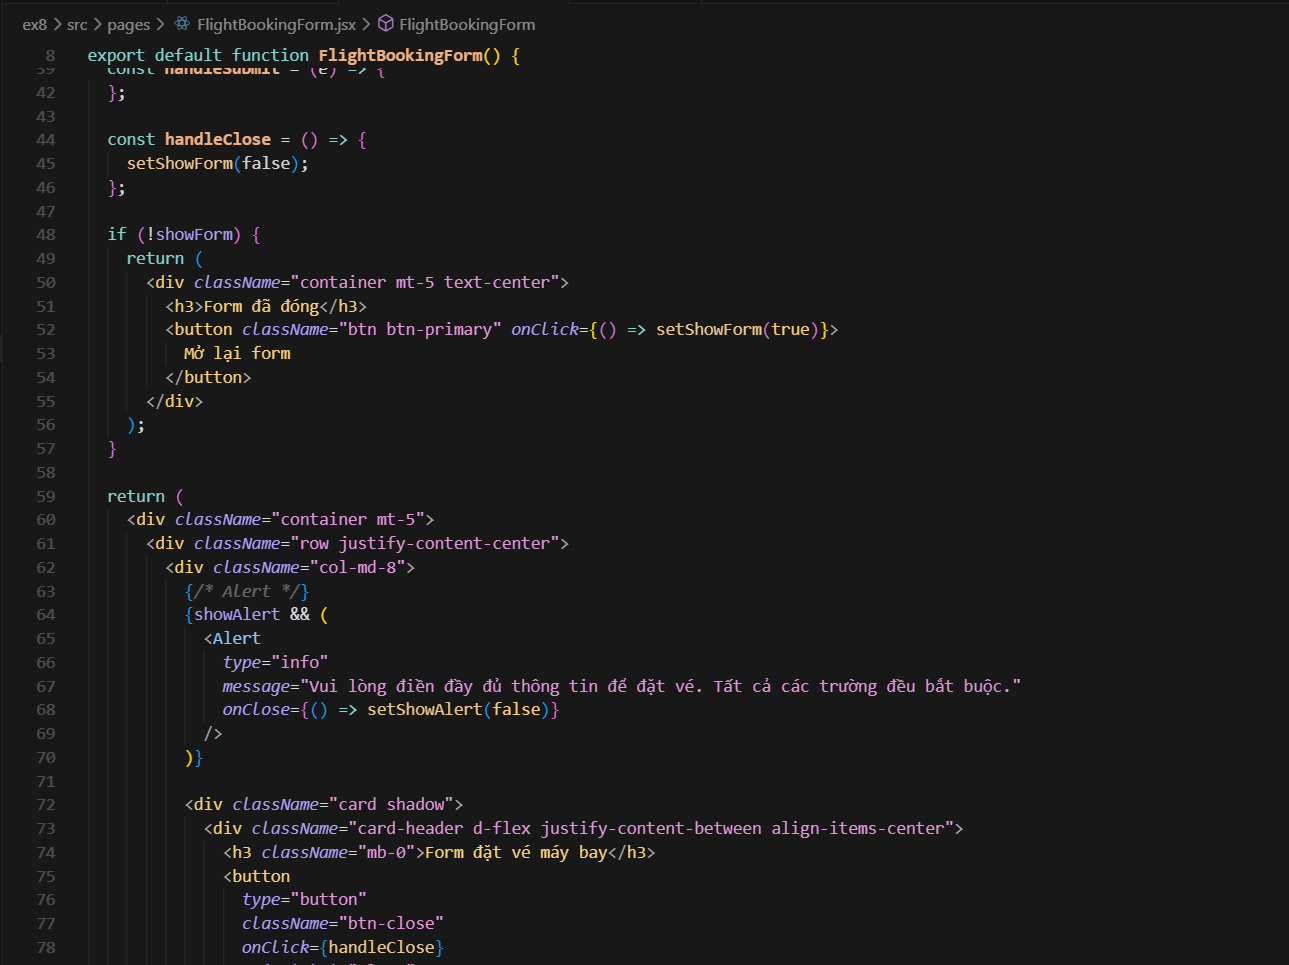 ex8 > src > pages > FlightBookingForm.jsx > FlightBookingForm
8 export default function FlightBookingForm() {
39 const handleSubmit = (e) => {
42 };
43
44 const handleClose = () => {
45 setShowForm(false);
46 };
47
48 if (!showForm) {
49 return (
50 <div className="container mt-5 text-center">
51 <h3>Form đã đóng</h3>
52 <button className="btn btn-primary" onClick={() => setShowForm(true)}>
53 Mở lại form
54 </button>
55 </div>
56 );
57 }
58
59 return (
60 <div className="container mt-5">
61 <div className="row justify-content-center">
62 <div className="col-md-8">
63 {/* Alert */}
64 {showAlert && (
65 <Alert
66 type="info"
67 message="Vui lòng điền đầy đủ thông tin để đặt vé. Tất cả các trường đều bắt buộc."
68 onClose={() => setShowAlert(false)}
69 />
70 )}
71
72 <div className="card shadow">
73 <div className="card-header d-flex justify-content-between align-items-center">
74 <h3 className="mb-0">Form đặt vé máy bay</h3>
75 <button
76 type="button"
77 className="btn-close"
78 onClick={handleClose}